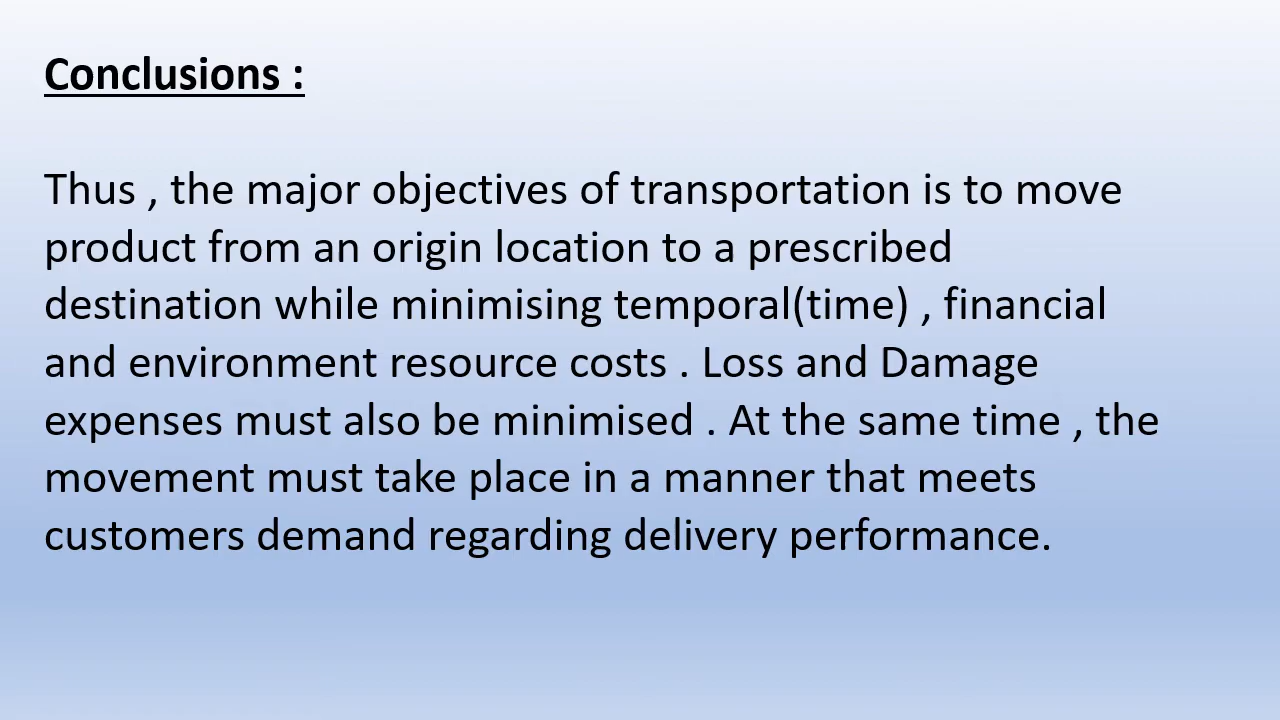 Conclusions :
Thus , the major objectives of transportation is to move
product from an origin location to a prescribed
destination while minimising temporal(time) , financial
and environment resource costs . Loss and Damage
expenses must also be minimised . At the same time , the
movement must take place in a manner that meets
customers demand regarding delivery performance.